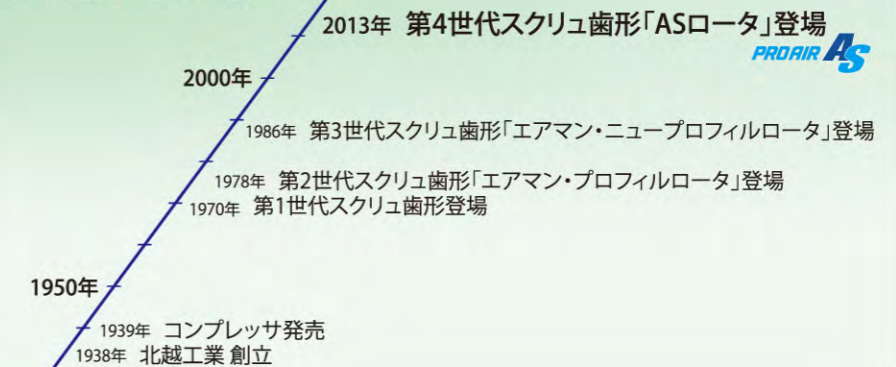 2013年 第4世代スクリュ歯形「ASロータ」登場
PROAIR AS
2000年
1986年 第3世代スクリュ歯形「エアマン・ニュープロフィルロータ」登場
1978年 第2世代スクリュ歯形「エアマン・プロフィルロータ」登場
1970年 第1世代スクリュ歯形登場
1950年
1939年 コンプレッサ発売
1938年 北越工業 創立